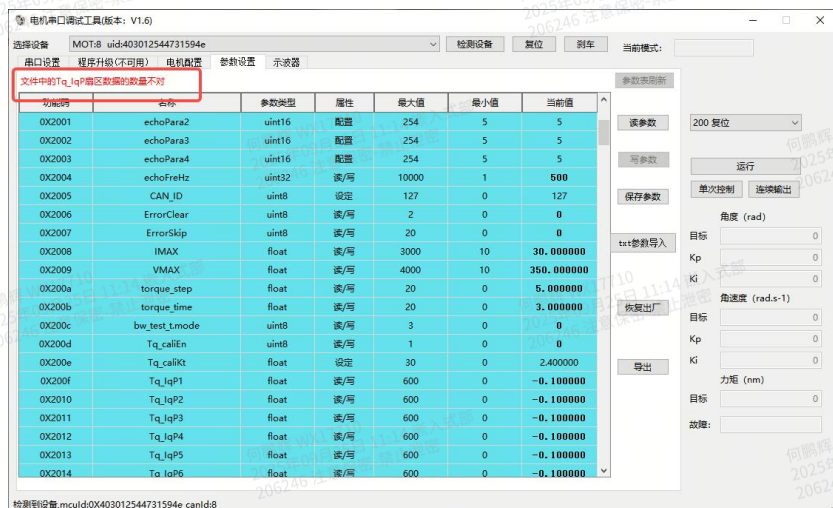 电机串口调试工具(版本：V1.6)
选择设备 MOT:8 uid:403012544731594e 检测设备 复位 刹车 当前模式:
串口设置 程序升级(不可用) 电机配置 参数设置 示波器
文件中的Tq_IqP扇区数据的数量不对 参数表刷新
功能码 名称 参数类型 属性 最大值 最小值 当前值
0X2001 echoPara2 uint16 配置 254 5 5 读参数 200 复位
0X2002 echoPara3 uint16 配置 254 5 5
0X2003 echoPara4 uint16 配置 254 5 5 写参数 运行
0X2004 echoFreHz uint32 读/写 10000 1 500
0X2005 CAN_ID uint8 设定 127 0 127 保存参数 单次控制 连续输出
0X2006 ErrorClear uint8 读/写 2 0 0 角度（rad）
0X2007 ErrorSkip uint8 读/写 20 0 0 txt参数导入 目标 0
0X2008 IMAX float 读/写 3000 10 30.000000 Kp 0
0X2009 VMAX float 读/写 4000 10 350.000000 Ki 0
0X200a torque_step float 读/写 20 0 5.000000 角速度（rad.s-1）
0X200b torque_time float 读/写 20 0 3.000000 恢复出厂 目标 0
0X200c bw_test_t.mode uint8 读/写 3 0 0 Kp 0
0X200d Tq_caliEn uint8 读/写 1 0 0 Ki 0
0X200e Tq_caliKt float 设定 30 0 2.400000 导出
0X200f Tq_IqP1 float 读/写 600 0 -0.100000 力矩（nm）
0X2010 Tq_IqP2 float 读/写 600 0 -0.100000 目标 0
0X2011 Tq_IqP3 float 读/写 600 0 -0.100000 故障:
0X2012 Tq_IqP4 float 读/写 600 0 -0.100000
0X2013 Tq_IqP5 float 读/写 600 0 -0.100000
0X2014 Tq_IqP6 float 读/写 600 0 -0.100000
检测到设备,mcuId:0X403012544731594e canId:8